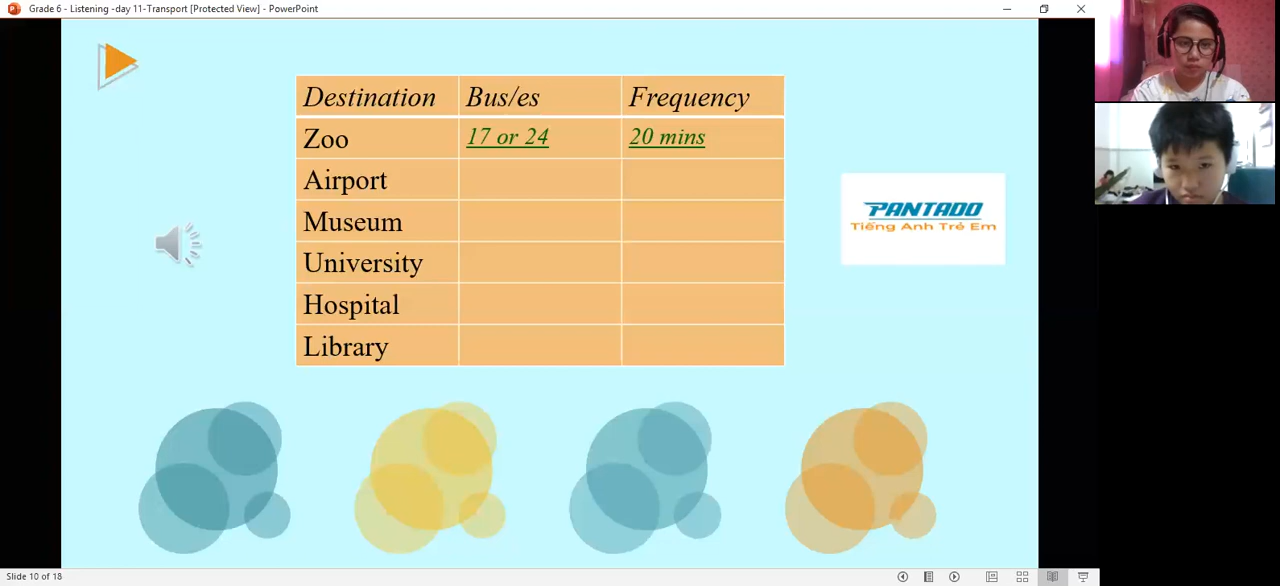 Grade 6 - Listening -day 11-Transport [Protected View] - PowerPoint
Destination Bus/es Frequency
Zoo 17 or 24 20 mins
Airport
Museum
University
Hospital
Library
PANTADO
Tiếng Anh Trẻ Em
Slide 10 of 18